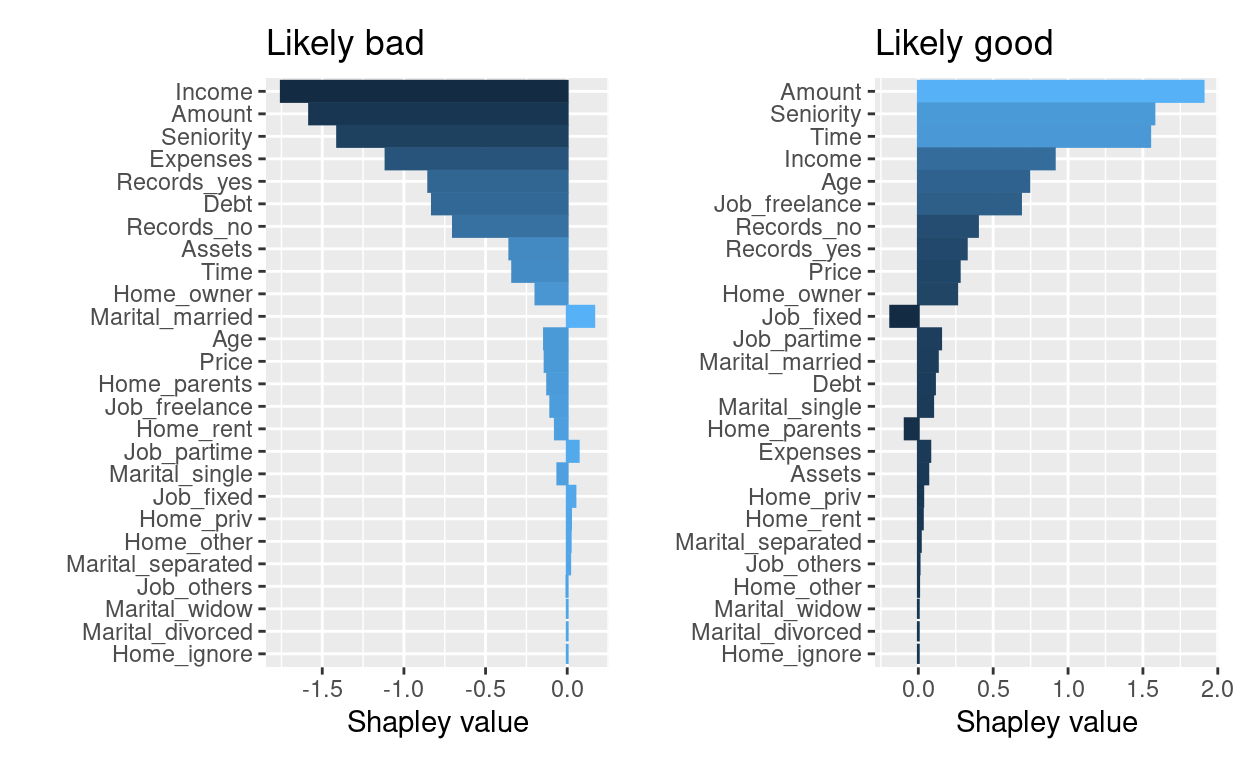 Likely bad
Income
Amount
Seniority
Expenses
Records_yes
Debt
Records_no
Assets
Time
Home_owner
Marital_married
Age
Price
Home_parents
Job_freelance
Home_rent
Job_partime
Marital_single
Job_fixed
Home_priv
Home_other
Marital_separated
Job_others
Marital_widow
Marital_divorced
Home_ignore
-1.5 -1.0 -0.5 0.0
Shapley value
Likely good
Amount
Seniority
Time
Income
Age
Job_freelance
Records_no
Records_yes
Price
Home_owner
Job_fixed
Job_partime
Marital_married
Debt
Marital_single
Home_parents
Expenses
Assets
Home_priv
Home_rent
Marital_separated
Job_others
Home_other
Marital_widow
Marital_divorced
Home_ignore
0.0 0.5 1.0 1.5 2.0
Shapley value